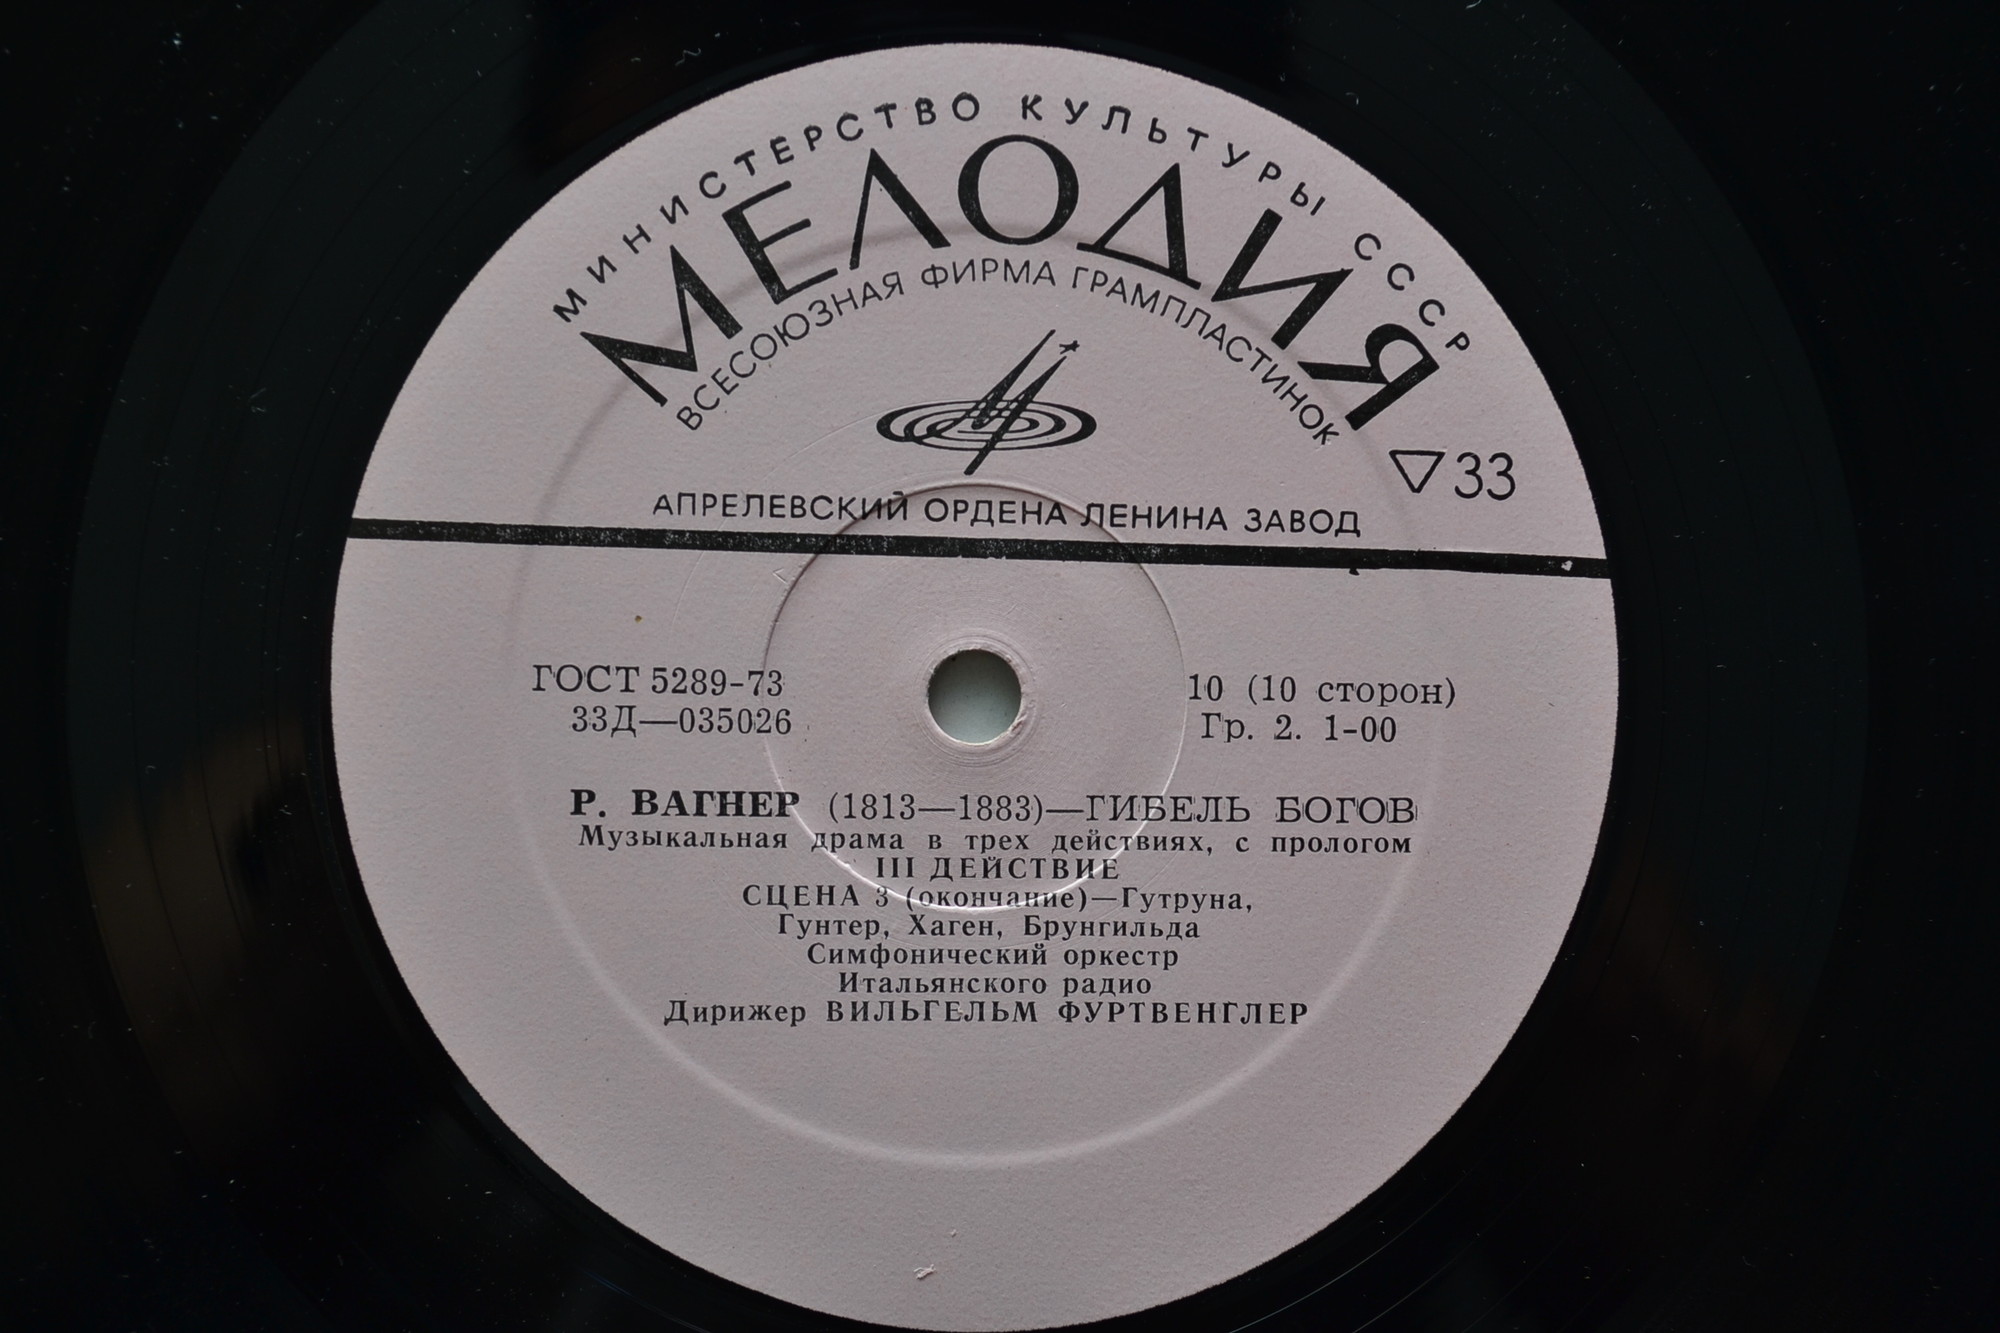 МИНИСТЕРСТВО КУЛЬТУРЫ СССР
МЕЛОДИЯ
ВСЕСОЮЗНАЯ ФИРМА ГРАМПЛАСТИНОК
▽33
АПРЕЛЕВСКИЙ ОРДЕНА ЛЕНИНА ЗАВОД
ГОСТ 5289-73
33Д—035026
10 (10 сторон)
Гр. 2. 1-00
Р. ВАГНЕР (1813—1883)—ГИБЕЛЬ БОГОВ
Музыкальная драма в трех действиях, с прологом
III ДЕЙСТВИЕ
СЦЕНА 3 (окончание)—Гутруна,
Гунтер, Хаген, Брунгильда
Симфонический оркестр
Итальянского радио
Дирижер ВИЛЬГЕЛЬМ ФУРТВЕНГЛЕР